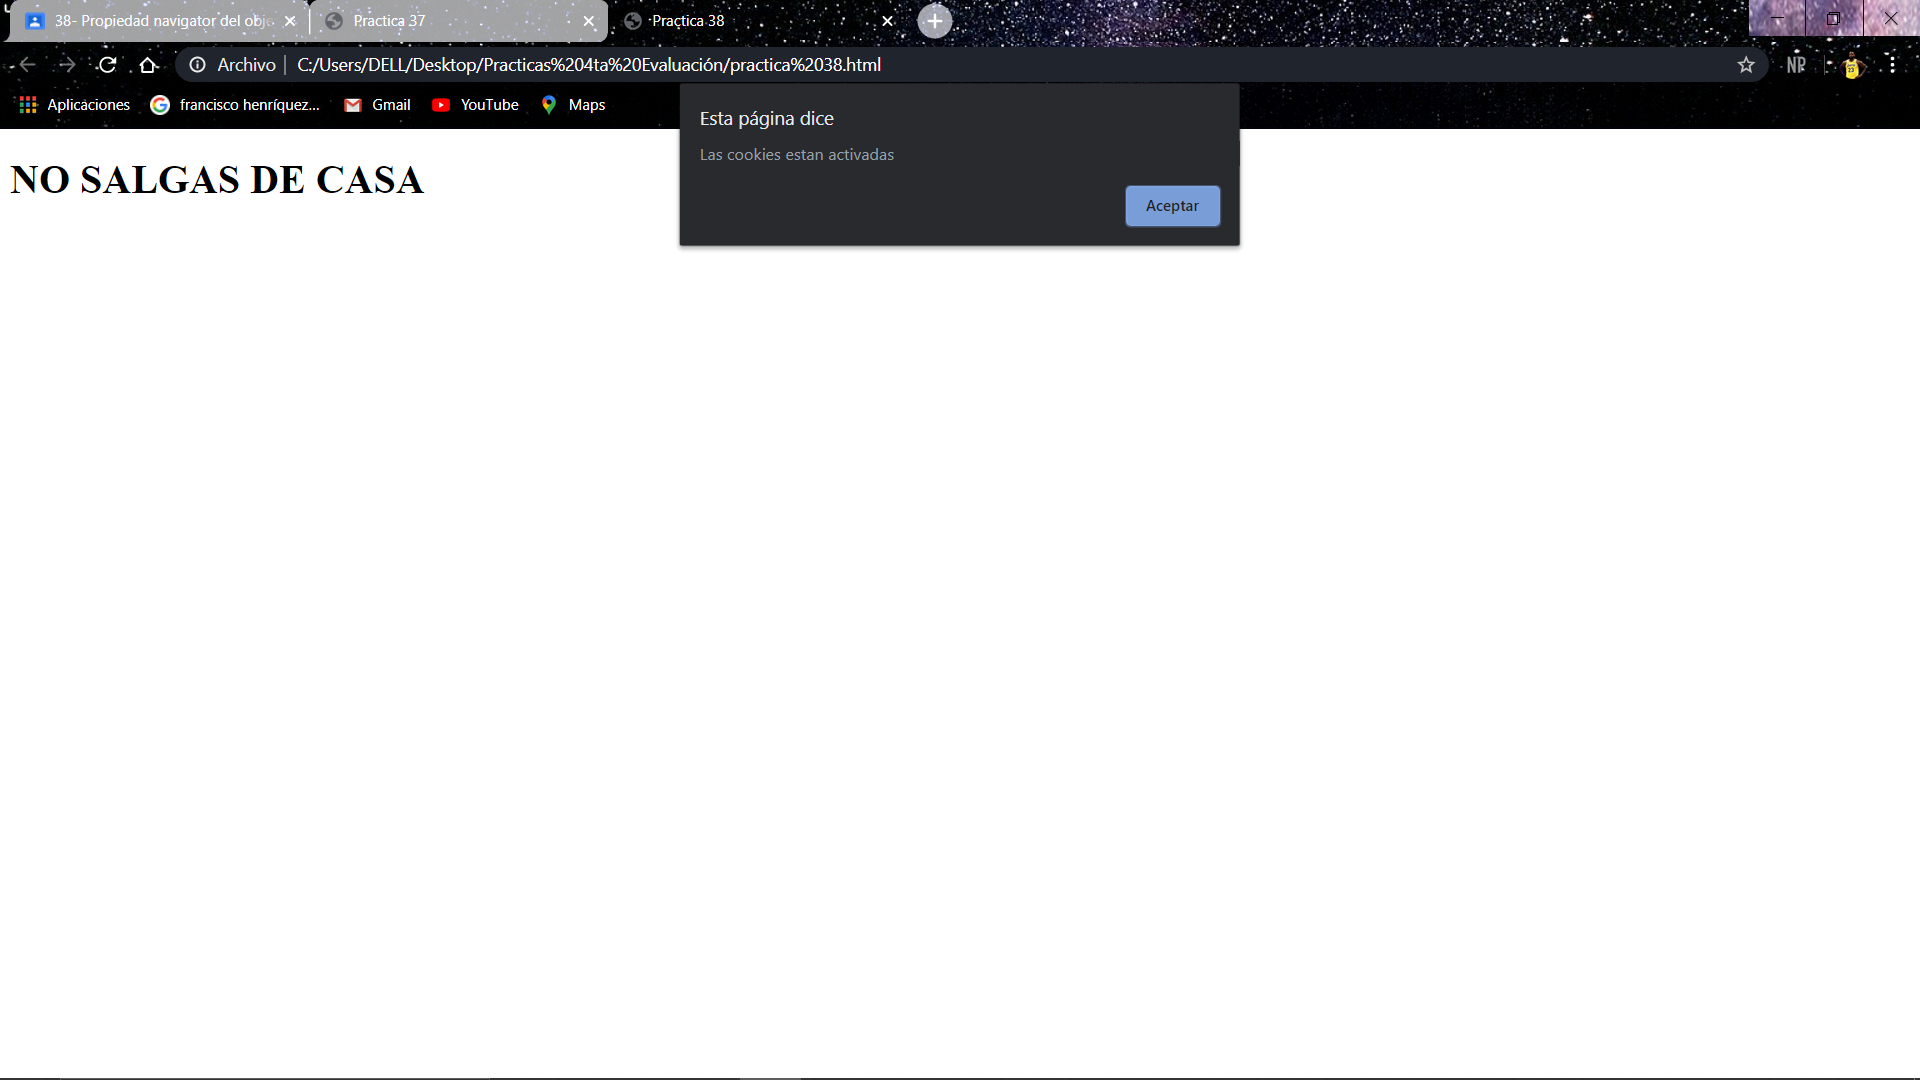 38- Propiedad navigator del obj
Practica 37
Practica 38
Archivo | C:/Users/DELL/Desktop/Practicas%204ta%20Evaluación/practica%2038.html
NP
Aplicaciones
francisco henríquez...
Gmail
YouTube
Maps
Esta página dice
Las cookies estan activadas
Aceptar
NO SALGAS DE CASA